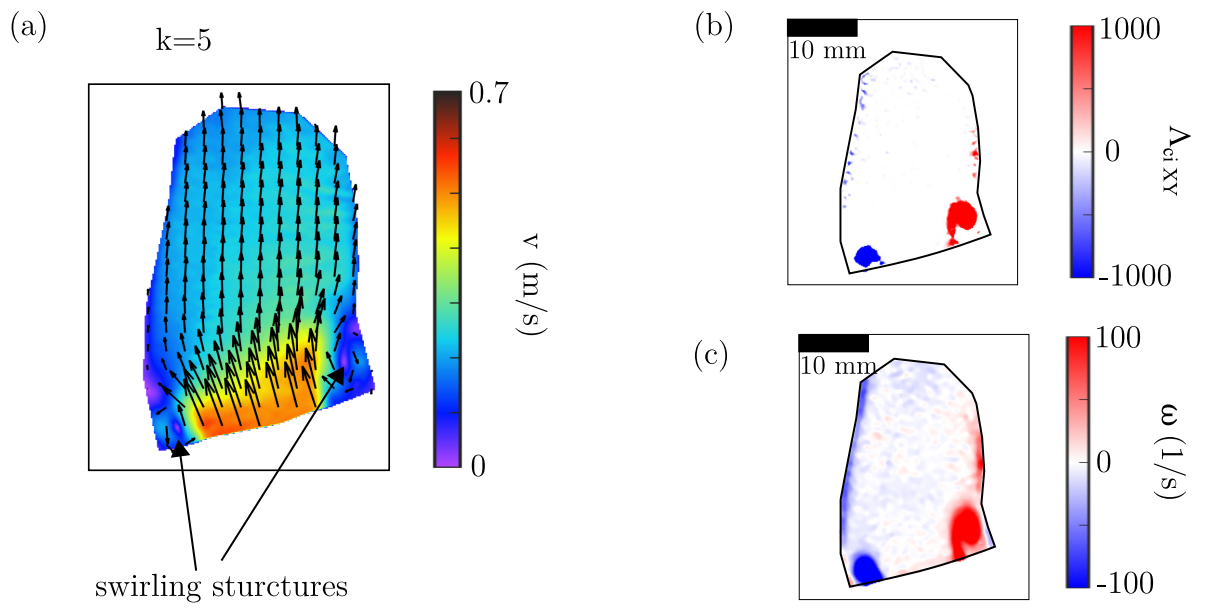 (a)
k=5
0.7
v (m/s)
0
swirling sturctures
(b)
10 mm
1000
0
-1000
Λci XY
(c)
10 mm
100
0
-100
ω (1/s)